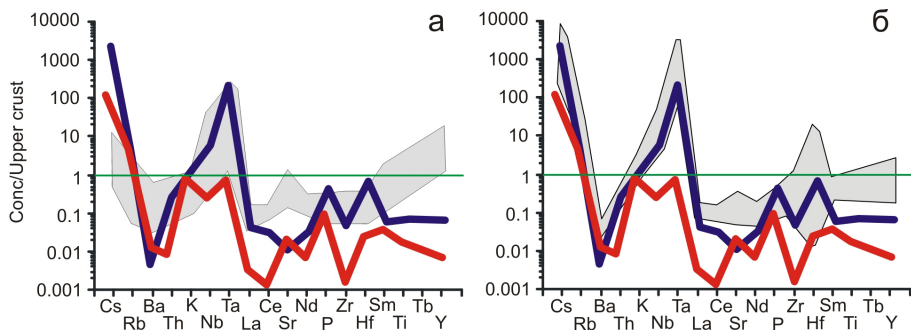 а
10000
1000
100
10
1
0.1
0.01
0.001
Conc/Upper crust
Cs Ba K Ta Ce Nd Zr Sm Tb
Rb Th Nb La Sr P Hf Ti Y
б
10000
1000
100
10
1
0.1
0.01
0.001
Cs Ba K Ta Ce Nd Zr Sm Tb
Rb Th Nb La Sr P Hf Ti Y